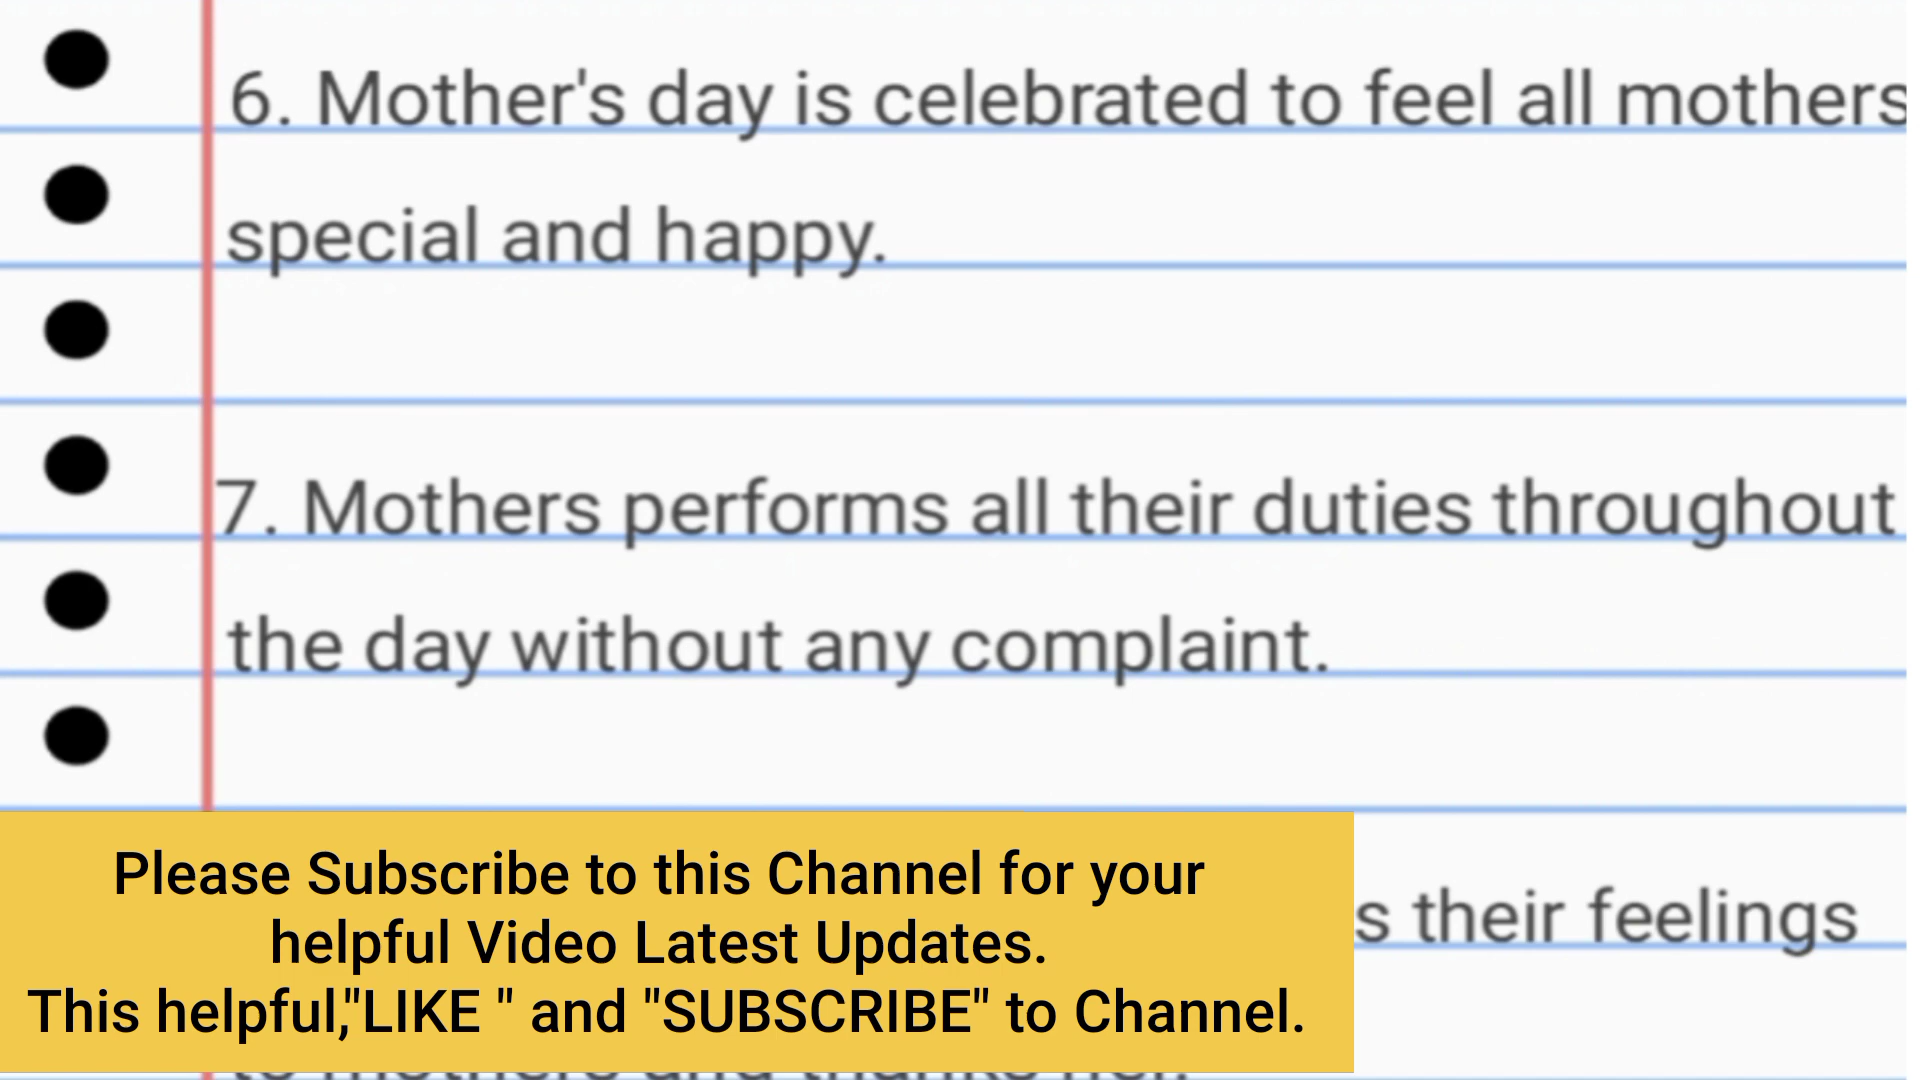 6. Mother's day is celebrated to feel all mothers
special and happy.
7. Mothers performs all their duties throughout
the day without any complaint.
s their feelings
Please Subscribe to this Channel for your
helpful Video Latest Updates.
This helpful,"LIKE " and "SUBSCRIBE" to Channel.